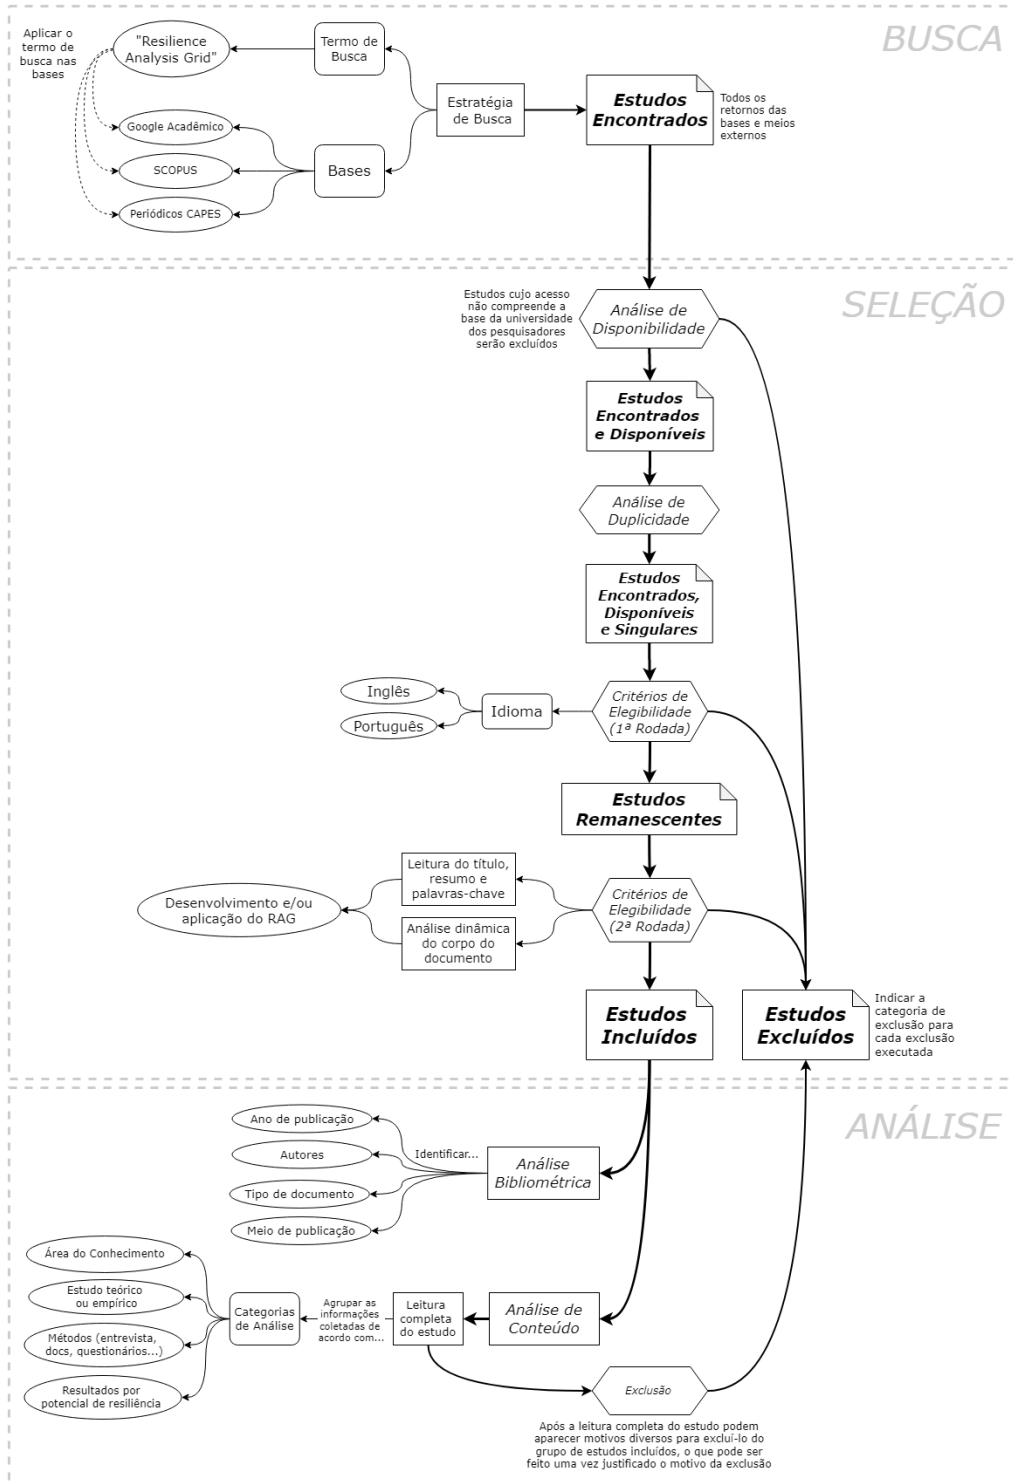 BUSCA
Aplicar o
termo de
busca nas
bases
"Resilience
Analysis Grid"
Termo de
Busca
Estratégia
de Busca
Estudos
Encontrados
Todos os
retornos das
bases e meios
externos
Google Acadêmico
SCOPUS
Periódicos CAPES
Bases
SELEÇÃO
Estudos cujo acesso
não compreende a
base da universidade
dos pesquisadores
serão excluídos
Análise de
Disponibilidade
Estudos
Encontrados
e Disponíveis
Análise de
Duplicidade
Estudos
Encontrados,
Disponíveis
e Singulares
Inglês
Português
Idioma
Critérios de
Elegibilidade
(1ª Rodada)
Estudos
Remanescentes
Desenvolvimento e/ou
aplicação do RAG
Leitura do título,
resumo e
palavras-chave
Análise dinâmica
do corpo do
documento
Critérios de
Elegibilidade
(2ª Rodada)
Estudos
Incluídos
Estudos
Excluídos
Indicar a
categoria de
exclusão para
cada exclusão
executada
ANÁLISE
Ano de publicação
Autores
Tipo de documento
Meio de publicação
Identificar...
Análise
Bibliométrica
Área do Conhecimento
Estudo teórico
ou empírico
Métodos (entrevista,
docs, questionários...)
Resultados por
potencial de resiliência
Categorias
de Análise
Agrupar as
informações
coletadas de
acordo com...
Leitura
completa
do estudo
Análise de
Conteúdo
Exclusão
Após a leitura completa do estudo podem
aparecer motivos diversos para excluí-lo do
grupo de estudos incluídos, o que pode ser
feito uma vez justificado o motivo da exclusão